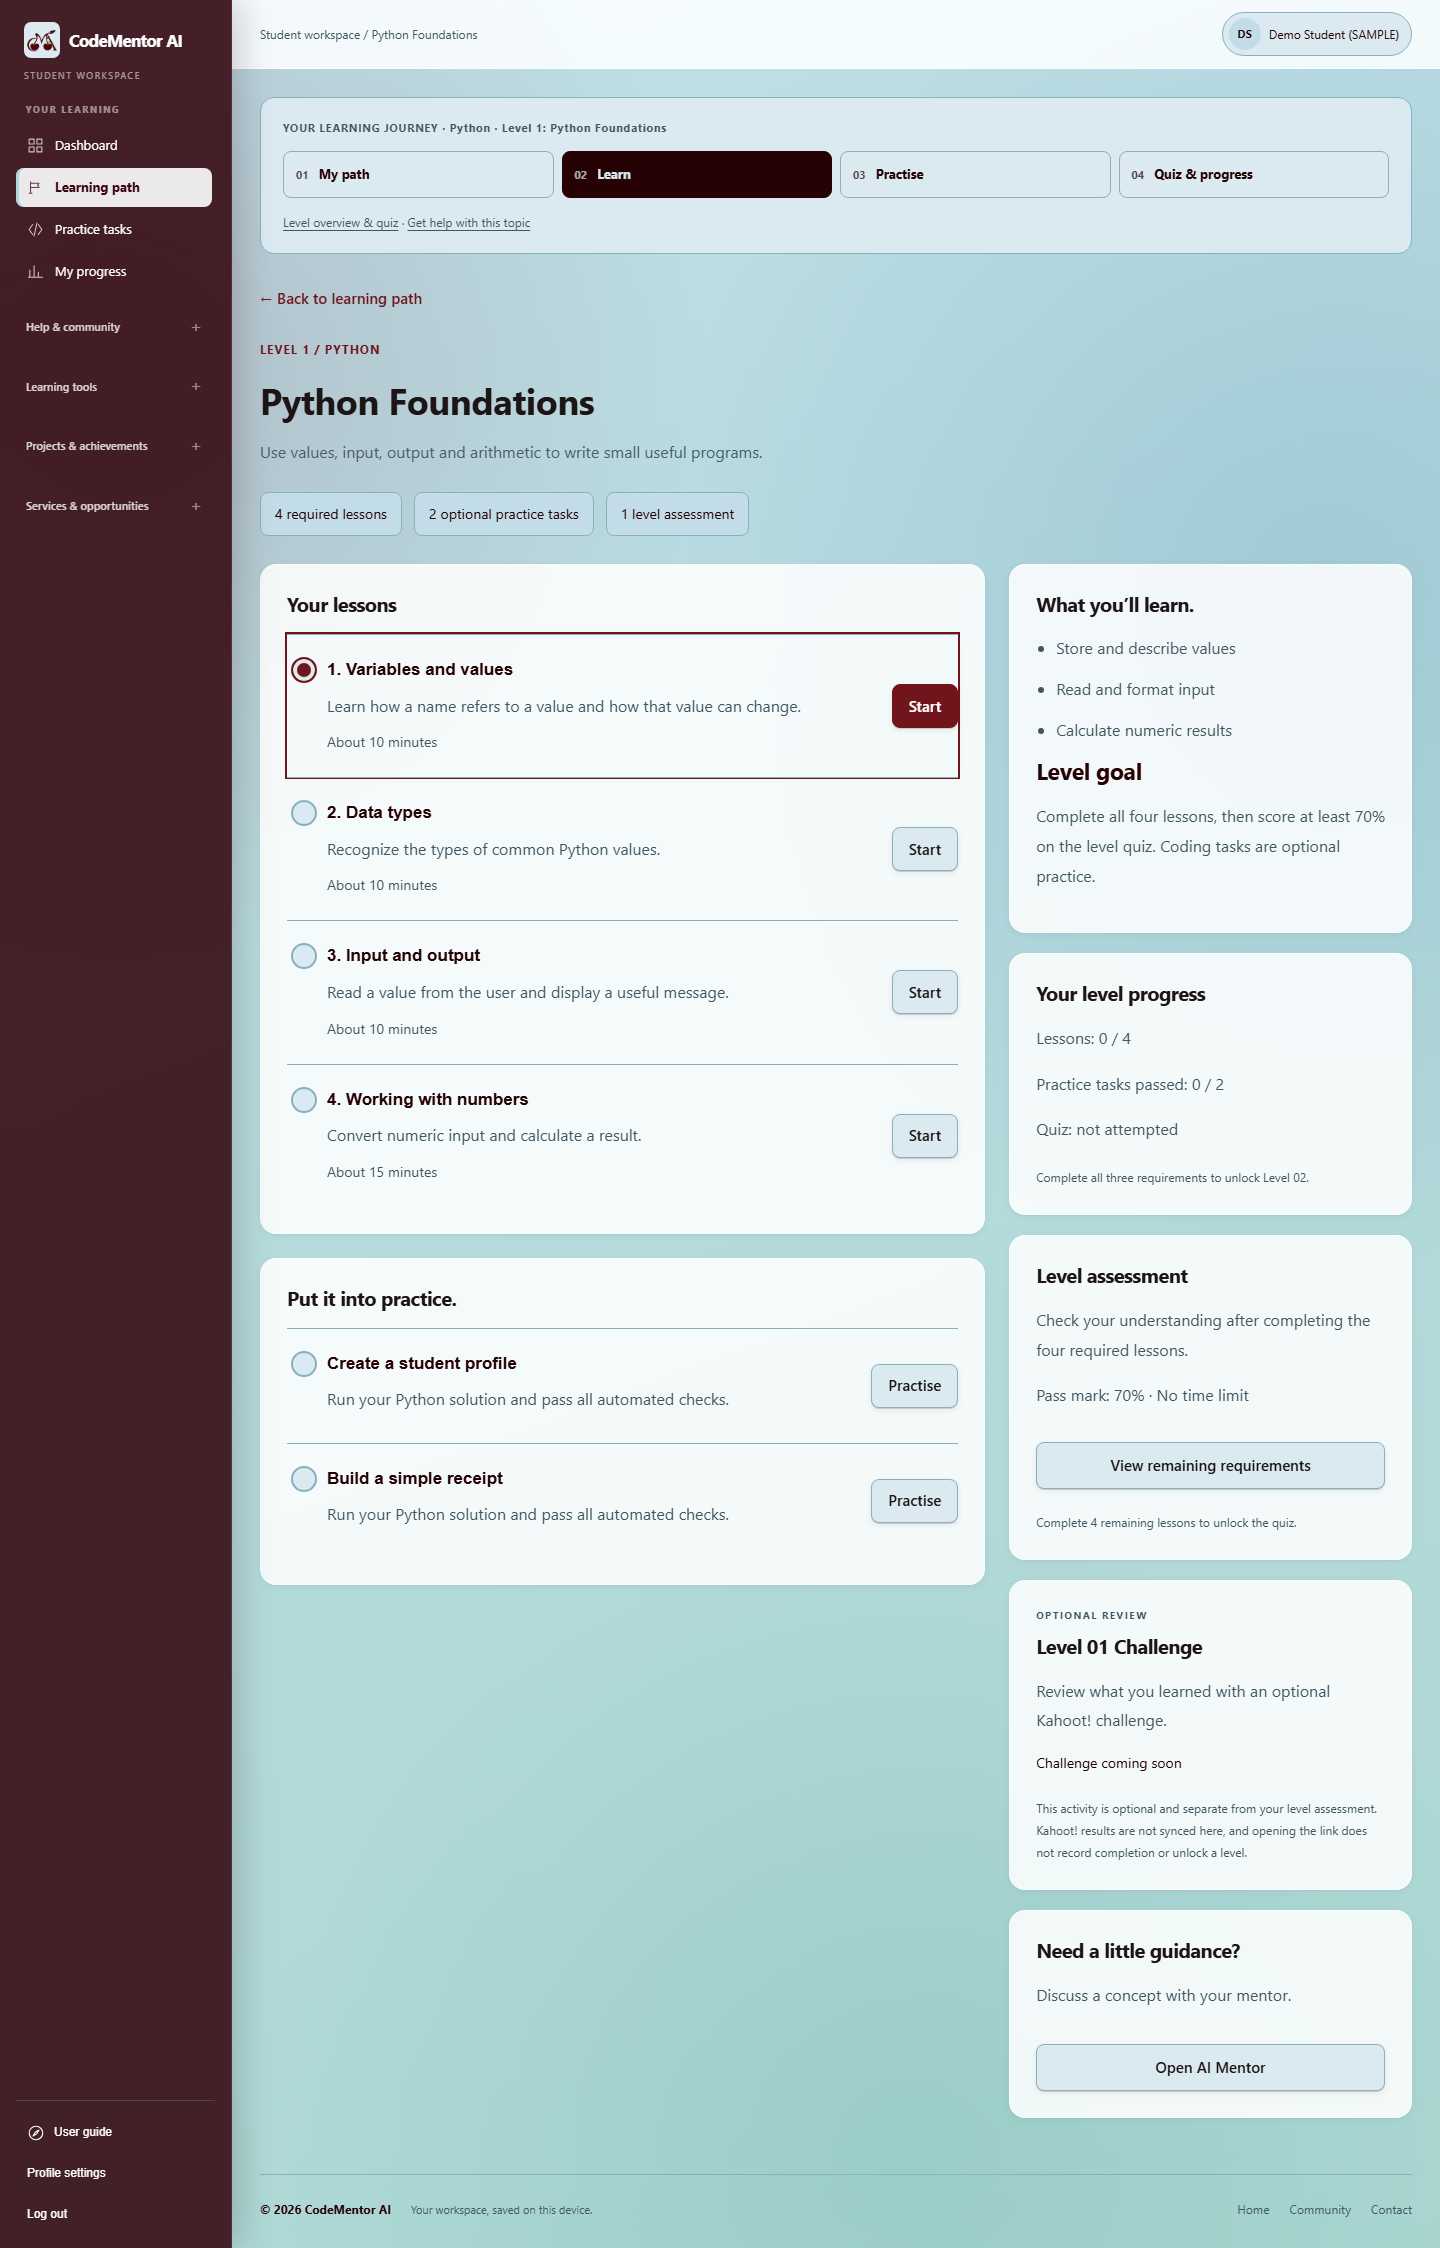 CodeMentor AI
STUDENT WORKSPACE
YOUR LEARNING
Dashboard
Learning path
Practice tasks
My progress
Help & community +
Learning tools +
Projects & achievements +
Services & opportunities +
User guide
Profile settings
Log out
Student workspace / Python Foundations
DS Demo Student (SAMPLE)
YOUR LEARNING JOURNEY · Python · Level 1: Python Foundations
01 My path
02 Learn
03 Practise
04 Quiz & progress
Level overview & quiz · Get help with this topic
← Back to learning path
LEVEL 1 / PYTHON
Python Foundations
Use values, input, output and arithmetic to write small useful programs.
4 required lessons
2 optional practice tasks
1 level assessment
Your lessons
1. Variables and values
Learn how a name refers to a value and how that value can change.
About 10 minutes
Start
2. Data types
Recognize the types of common Python values.
About 10 minutes
Start
3. Input and output
Read a value from the user and display a useful message.
About 10 minutes
Start
4. Working with numbers
Convert numeric input and calculate a result.
About 15 minutes
Start
Put it into practice.
Create a student profile
Run your Python solution and pass all automated checks.
Practise
Build a simple receipt
Run your Python solution and pass all automated checks.
Practise
What you’ll learn.
• Store and describe values
• Read and format input
• Calculate numeric results
Level goal
Complete all four lessons, then score at least 70%
on the level quiz. Coding tasks are optional
practice.
Your level progress
Lessons: 0 / 4
Practice tasks passed: 0 / 2
Quiz: not attempted
Complete all three requirements to unlock Level 02.
Level assessment
Check your understanding after completing the
four required lessons.
Pass mark: 70% · No time limit
View remaining requirements
Complete 4 remaining lessons to unlock the quiz.
OPTIONAL REVIEW
Level 01 Challenge
Review what you learned with an optional
Kahoot! challenge.
Challenge coming soon
This activity is optional and separate from your level assessment.
Kahoot! results are not synced here, and opening the link does
not record completion or unlock a level.
Need a little guidance?
Discuss a concept with your mentor.
Open AI Mentor
© 2026 CodeMentor AI Your workspace, saved on this device.
Home Community Contact